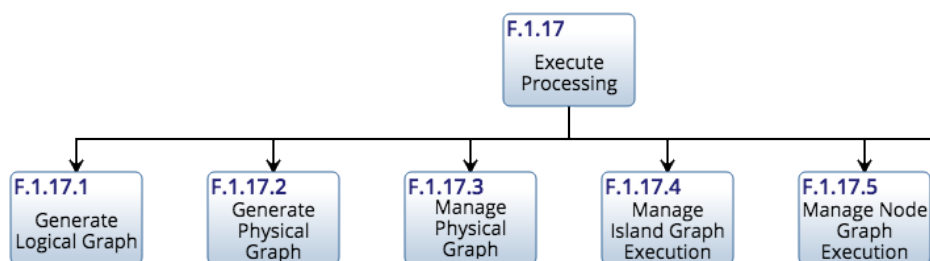 F.1.17
Execute
Processing
F.1.17.1
Generate
Logical Graph
F.1.17.2
Generate
Physical
Graph
F.1.17.3
Manage
Physical
Graph
F.1.17.4
Manage
Island Graph
Execution
F.1.17.5
Manage Node
Graph
Execution